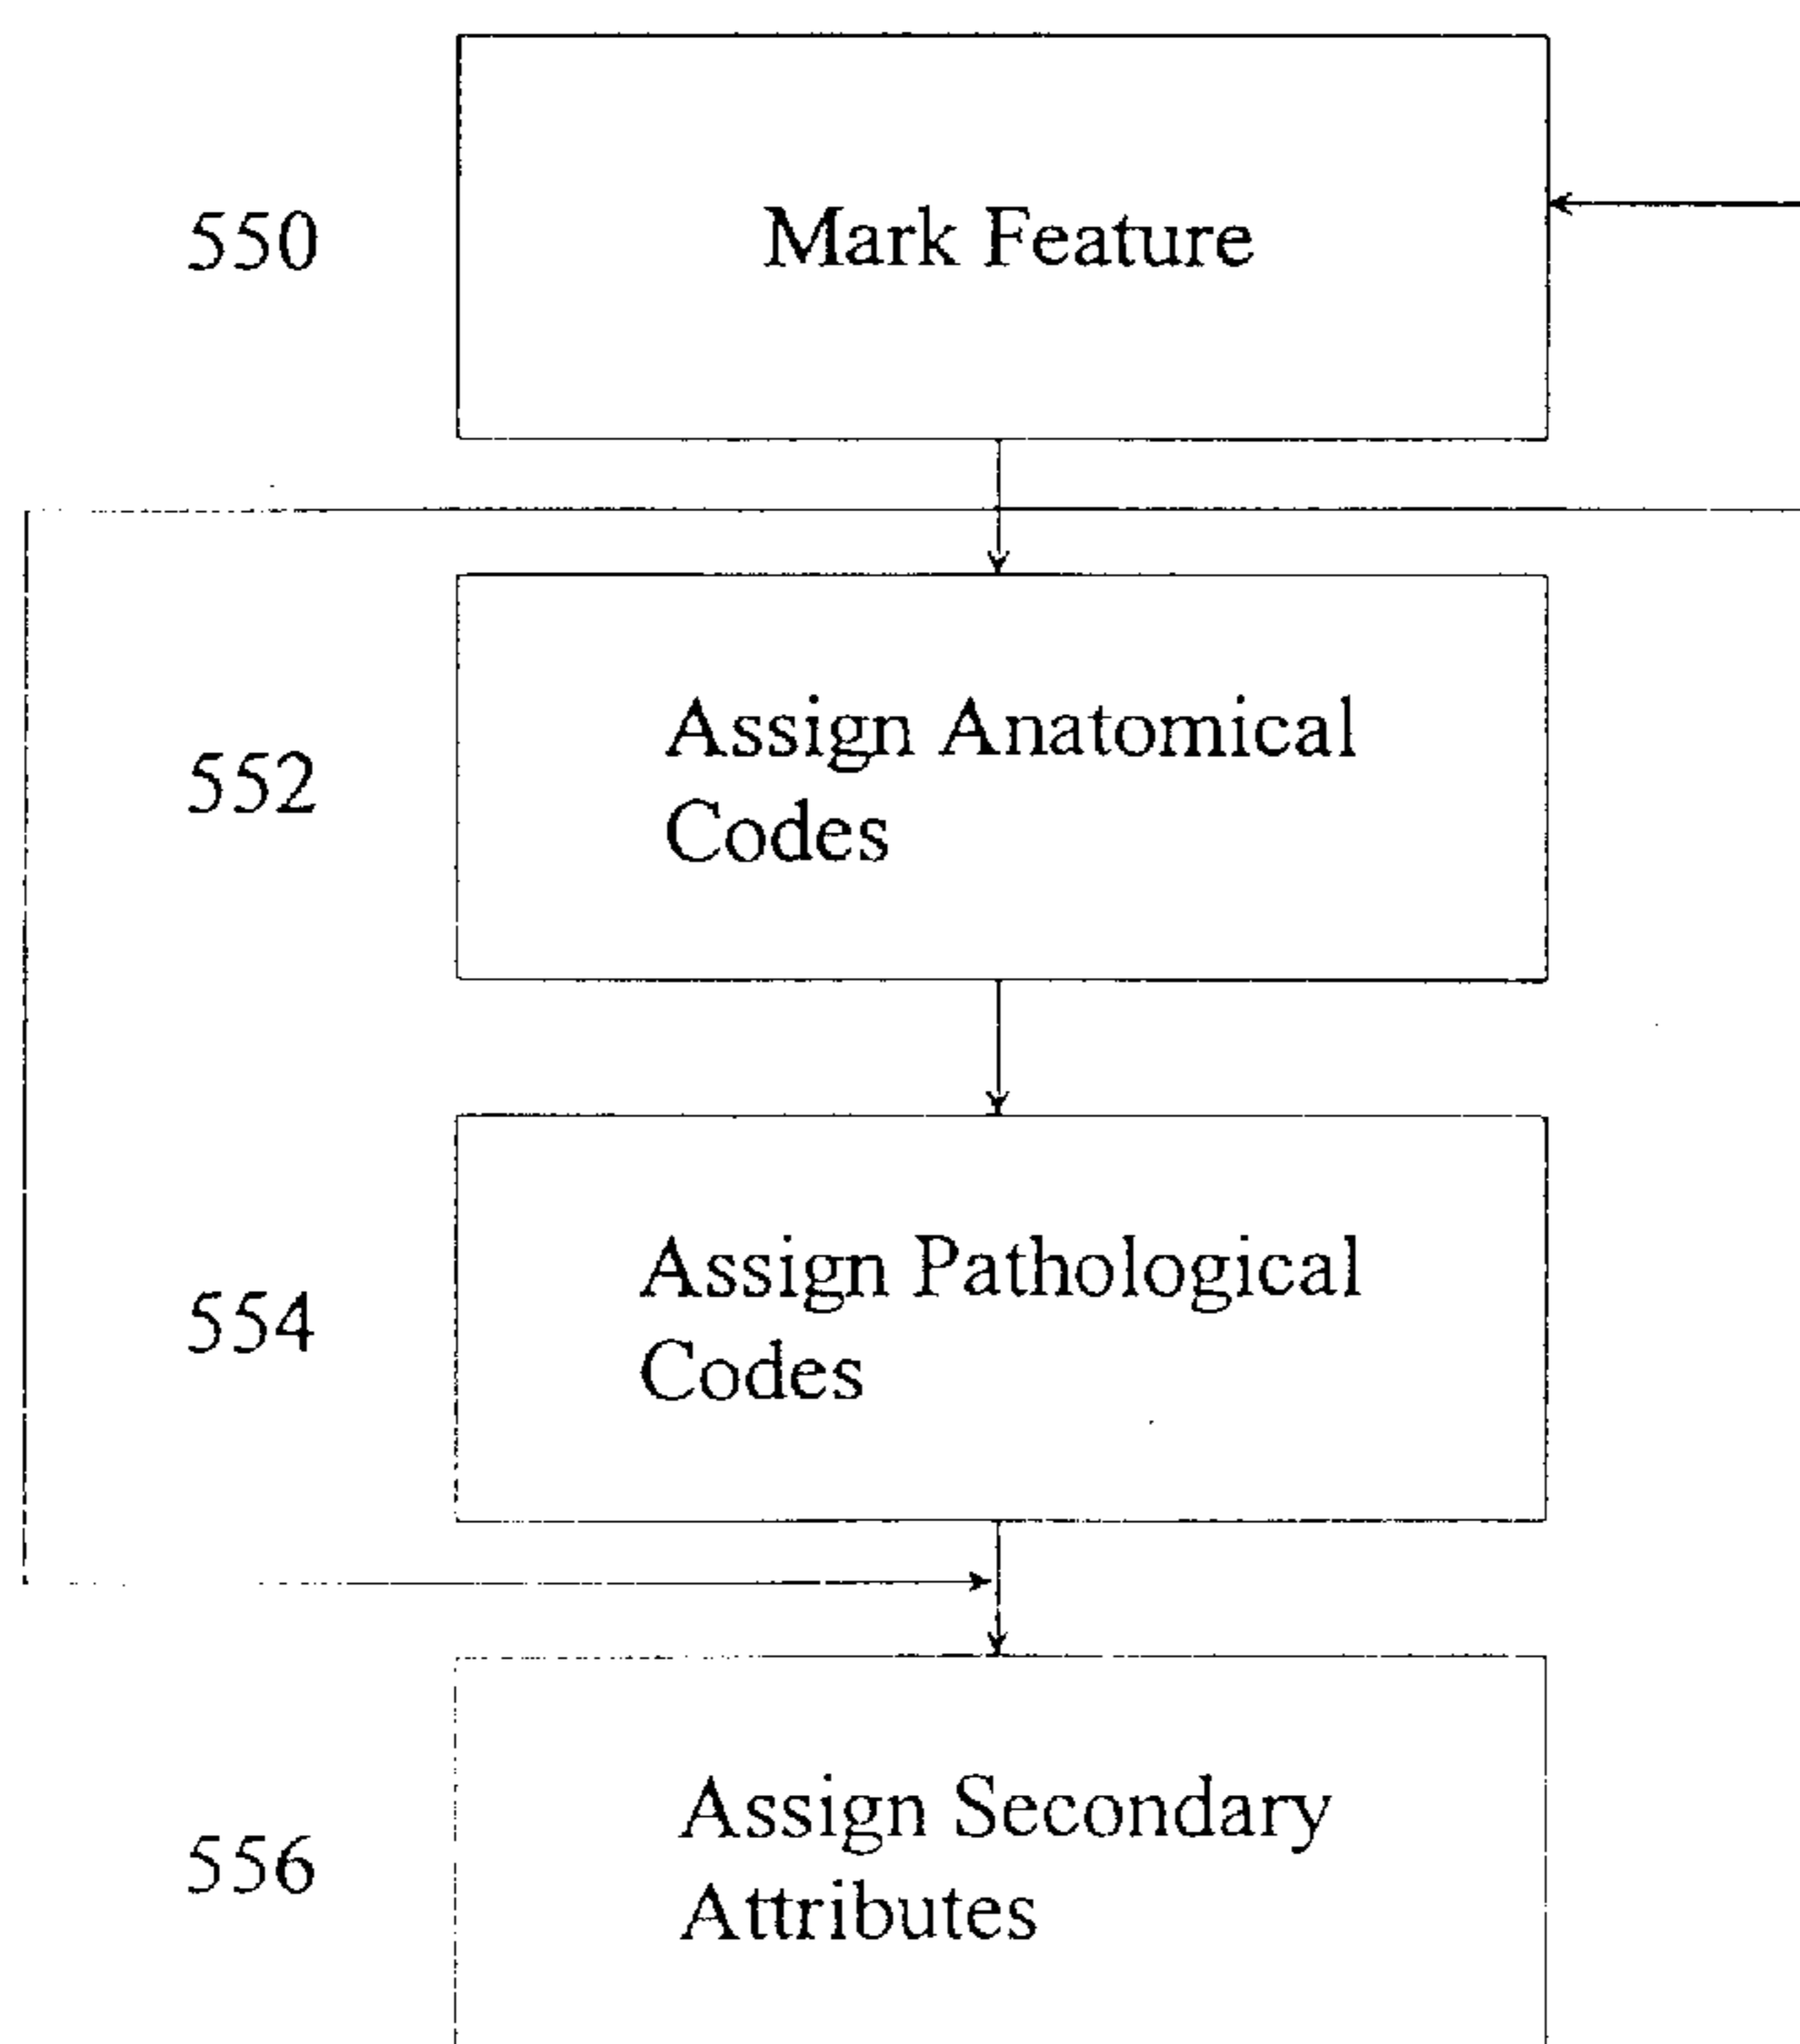 550
Mark Feature
552
Assign Anatomical
Codes
554
Assign Pathological
Codes
556
Assign Secondary
Attributes